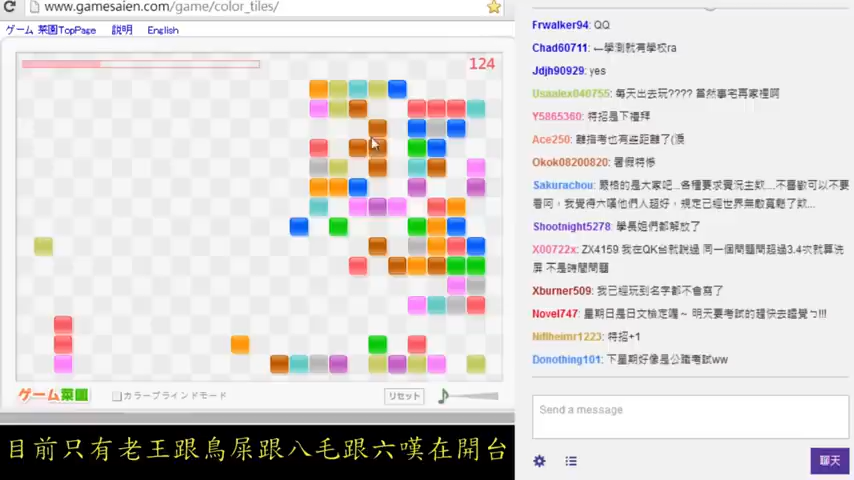 www.gamesaien.com/game/color_tiles/
ゲーム 菜園TopPage 説明 English
124
ゲーム菜園
カラーブラインドモード
リセット
目前只有老王跟鳥屎跟八毛跟六嘆在開台
Frwalker94: QQ
Chad60711: ←學測就有學校ra
Jdjh90929: yes
Usaalex840755: 每天出去玩???? 當然事宅再家裡啊
Y5865360: 特招是下禮拜
Ace250: 離指考也有些距離了(淚
Okok08200820: 暑假特惨
Sakurachou: 嚴格的是大家吧...各種要求實況主欸....不喜歡可以不要
看阿，我覺得六嘆他們人超好，規定已經世界無敵寬鬆了欸...
Shootnight5278: 學長姐們都解放了
X00722x: ZX4159 我在QK台就說過 同一個問題問超過3.4次就算洗
屏 不是時間問題
Xburner509: 我已經玩到名字都不會寫了
Novel747: 星期日是日文檢定喔~ 明天要考試的趕快去睡覺ㄅ!!!
Niflheimr1223: 特招+1
Donothing101: 下星期好像是公職考試ww
Send a message
聊天